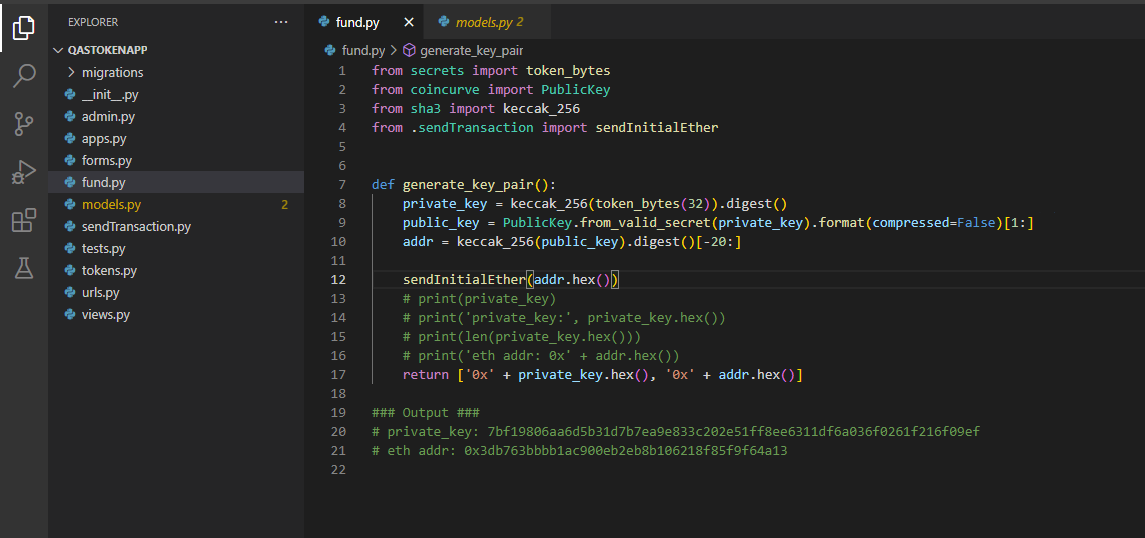 EXPLORER
QASTOKENAPP
migrations
__init__.py
admin.py
apps.py
forms.py
fund.py
models.py 2
sendTransaction.py
tests.py
tokens.py
urls.py
views.py
fund.py
models.py 2
fund.py > generate_key_pair
1 from secrets import token_bytes
2 from coincurve import PublicKey
3 from sha3 import keccak_256
4 from .sendTransaction import sendInitialEther
5
6
7 def generate_key_pair():
8 private_key = keccak_256(token_bytes(32)).digest()
9 public_key = PublicKey.from_valid_secret(private_key).format(compressed=False)[1:]
10 addr = keccak_256(public_key).digest()[-20:]
11
12 sendInitialEther(addr.hex())
13 # print(private_key)
14 # print('private_key:', private_key.hex())
15 # print(len(private_key.hex()))
16 # print('eth addr: 0x' + addr.hex())
17 return ['0x' + private_key.hex(), '0x' + addr.hex()]
18
19 ### Output ###
20 # private_key: 7bf19806aa6d5b31d7b7ea9e833c202e51ff8ee6311df6a036f0261f216f09ef
21 # eth addr: 0x3db763bbbb1ac900eb2eb8b106218f85f9f64a13
22